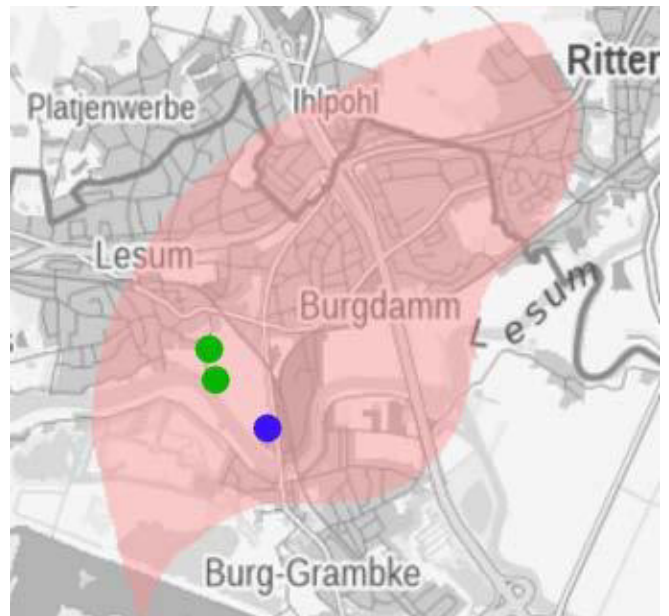 Ritter
Ihlpohl
Platjenwerbe
Lesum
Burgdamm
Lesum
Burg-Grambke